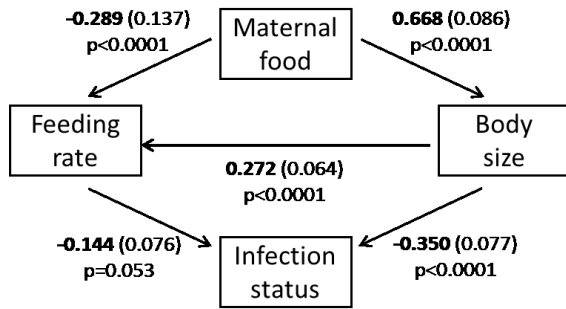 -0.289 (0.137)
p<0.0001
Maternal
food
0.668 (0.086)
p<0.0001
Feeding
rate
Body
size
0.272 (0.064)
p<0.0001
-0.144 (0.076)
p=0.053
Infection
status
-0.350 (0.077)
p<0.0001